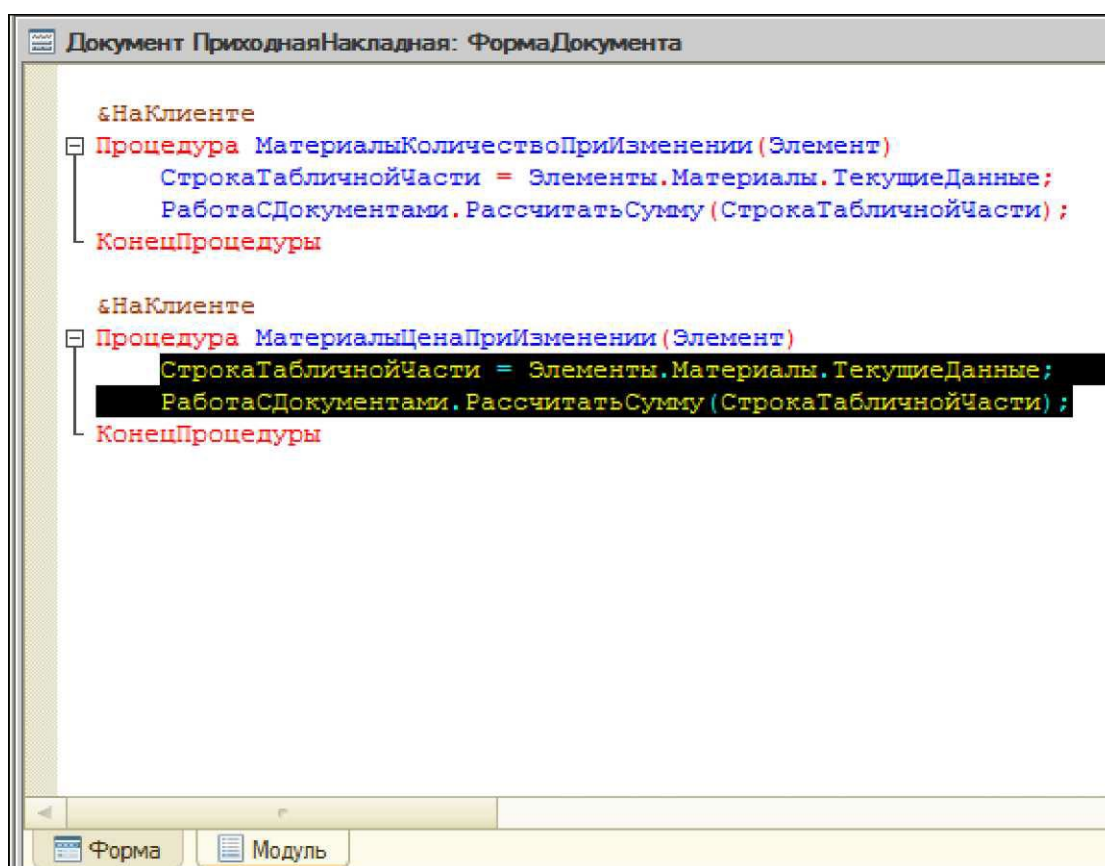 Документ ПриходнаяНакладная: ФормаДокумента
&НаКлиенте
Процедура МатериалыКоличествоПриИзменении(Элемент)
СтрокаТабличнойЧасти = Элементы.Материалы.ТекущиеДанные;
РаботаСДокументами.РассчитатьСумму(СтрокаТабличнойЧасти);
КонецПроцедуры
&НаКлиенте
Процедура МатериалыЦенаПриИзменении(Элемент)
СтрокаТабличнойЧасти = Элементы.Материалы.ТекущиеДанные;
РаботаСДокументами.РассчитатьСумму(СтрокаТабличнойЧасти);
КонецПроцедуры
Форма Модуль